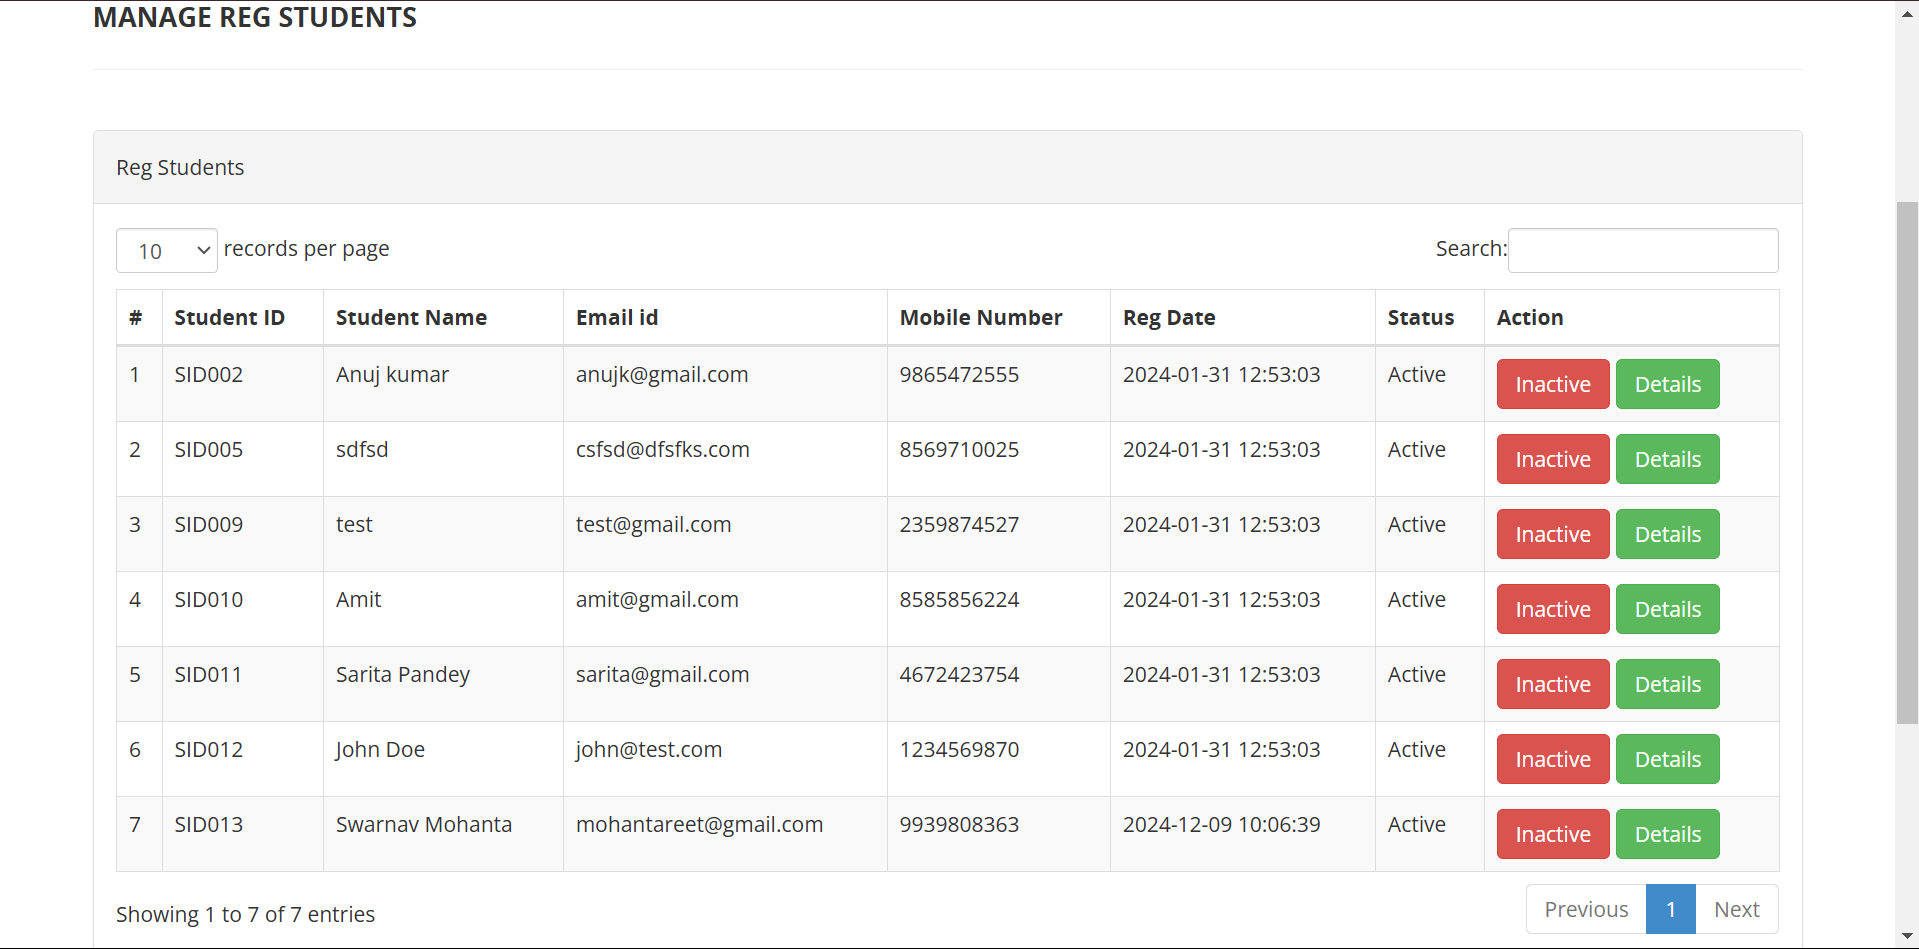 MANAGE REG STUDENTS
Reg Students
10 records per page Search:
# Student ID Student Name Email id Mobile Number Reg Date Status Action
1 SID002 Anuj kumar anujk@gmail.com 9865472555 2024-01-31 12:53:03 Active Inactive Details
2 SID005 sdfsd csfsd@dfsfks.com 8569710025 2024-01-31 12:53:03 Active Inactive Details
3 SID009 test test@gmail.com 2359874527 2024-01-31 12:53:03 Active Inactive Details
4 SID010 Amit amit@gmail.com 8585856224 2024-01-31 12:53:03 Active Inactive Details
5 SID011 Sarita Pandey sarita@gmail.com 4672423754 2024-01-31 12:53:03 Active Inactive Details
6 SID012 John Doe john@test.com 1234569870 2024-01-31 12:53:03 Active Inactive Details
7 SID013 Swarnav Mohanta mohantareet@gmail.com 9939808363 2024-12-09 10:06:39 Active Inactive Details
Showing 1 to 7 of 7 entries Previous 1 Next